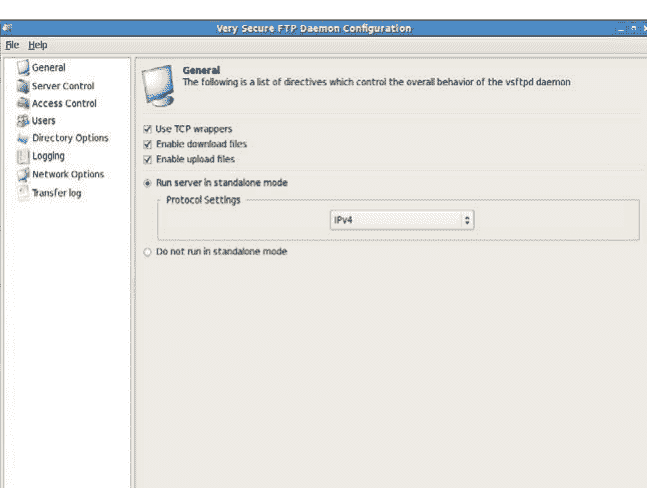 Very Secure FTP Daemon Configuration
File Help
General
Server Control
Access Control
Users
Directory Options
Logging
Network Options
Transfer log
General
The following is a list of directives which control the overall behavior of the vsftpd daemon
Use TCP wrappers
Enable download files
Enable upload files
Run server in standalone mode
Protocol Settings
IPv4
Do not run in standalone mode